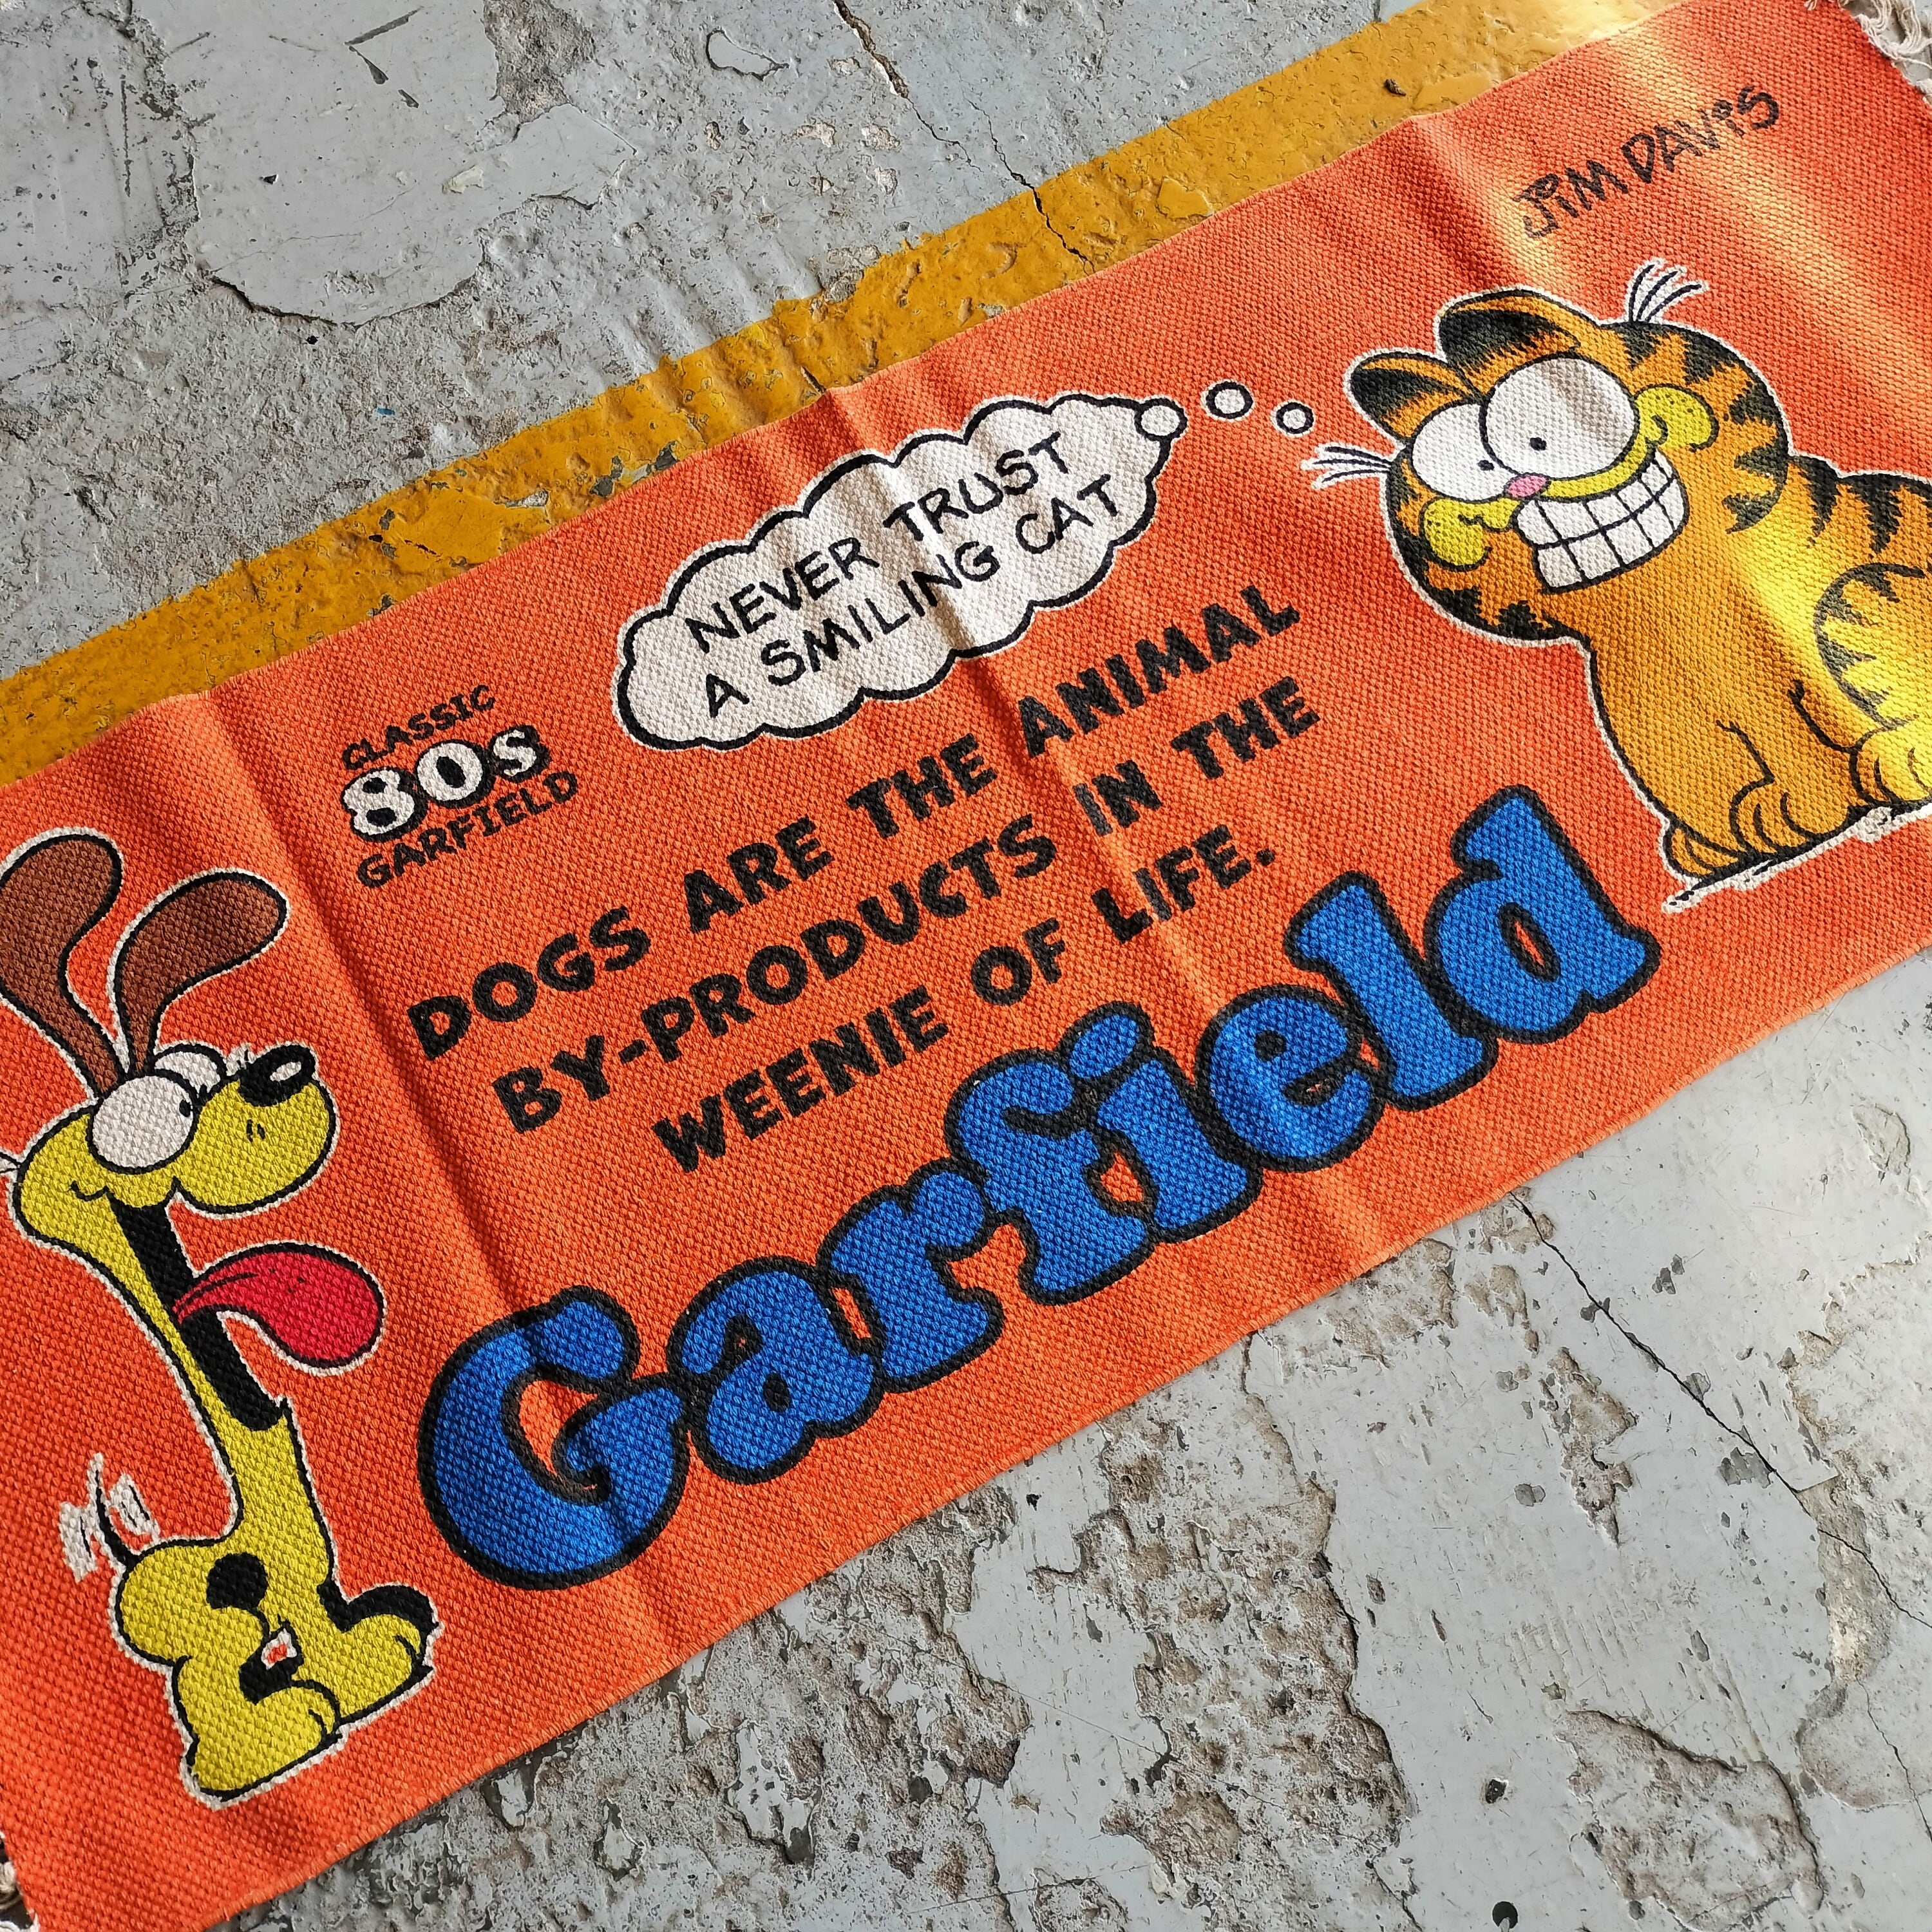 JIM DAVIS
NEVER TRUST
A SMILING CAT
CLASSIC
80s
GARFIELD
DOGS ARE THE ANIMAL
BY-PRODUCTS IN THE
WEENIE OF LIFE.
Garfield